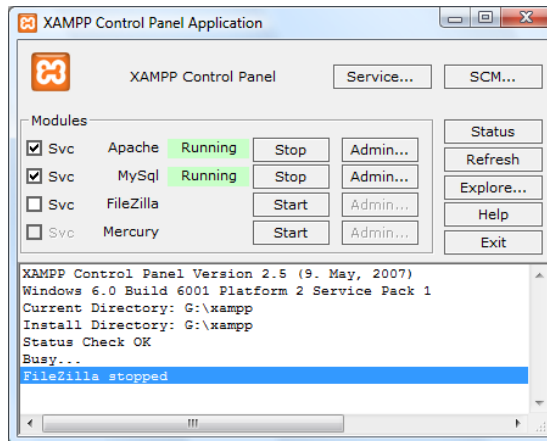 XAMPP Control Panel Application
XAMPP Control Panel Service... SCM...
Modules
Svc Apache Running Stop Admin...
Svc MySql Running Stop Admin...
Svc FileZilla Start Admin...
Svc Mercury Start Admin...
Status
Refresh
Explore...
Help
Exit
XAMPP Control Panel Version 2.5 (9. May, 2007)
Windows 6.0 Build 6001 Platform 2 Service Pack 1
Current Directory: G:\xampp
Install Directory: G:\xampp
Status Check OK
Busy...
FileZilla stopped